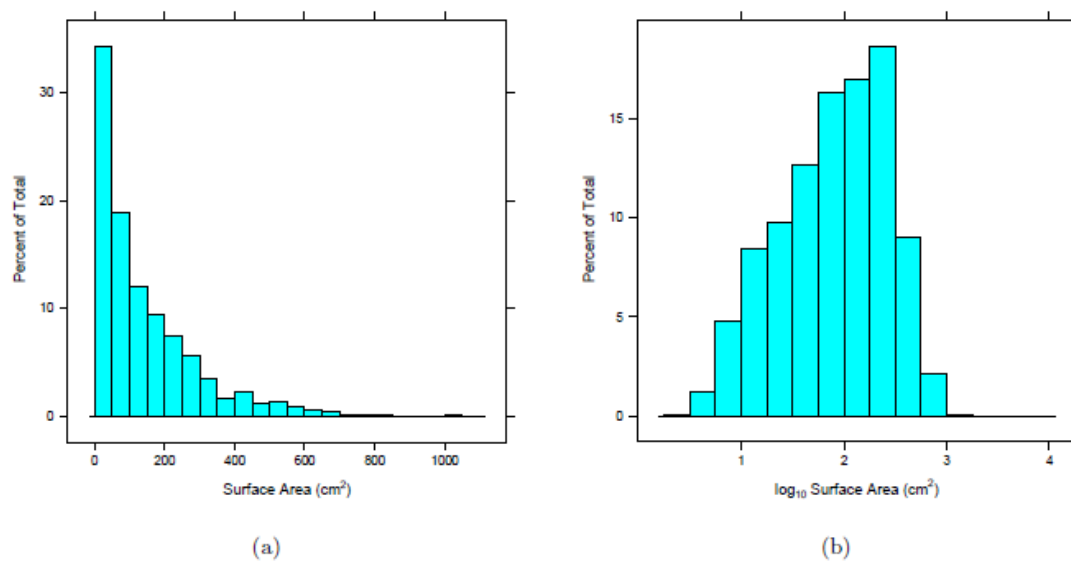 Percent of Total
30
20
10
0
0 200 400 600 800 1000
Surface Area (cm²)
(a)
Percent of Total
15
10
5
0
1 2 3 4
log₁₀ Surface Area (cm²)
(b)